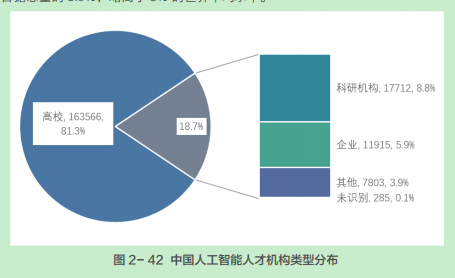 高校, 163566,
81.3%
18.7%
科研机构, 17712, 8.8%
企业, 11915, 5.9%
其他, 7803, 3.9%
未识别, 285, 0.1%
图 2- 42 中国人工智能人才机构类型分布